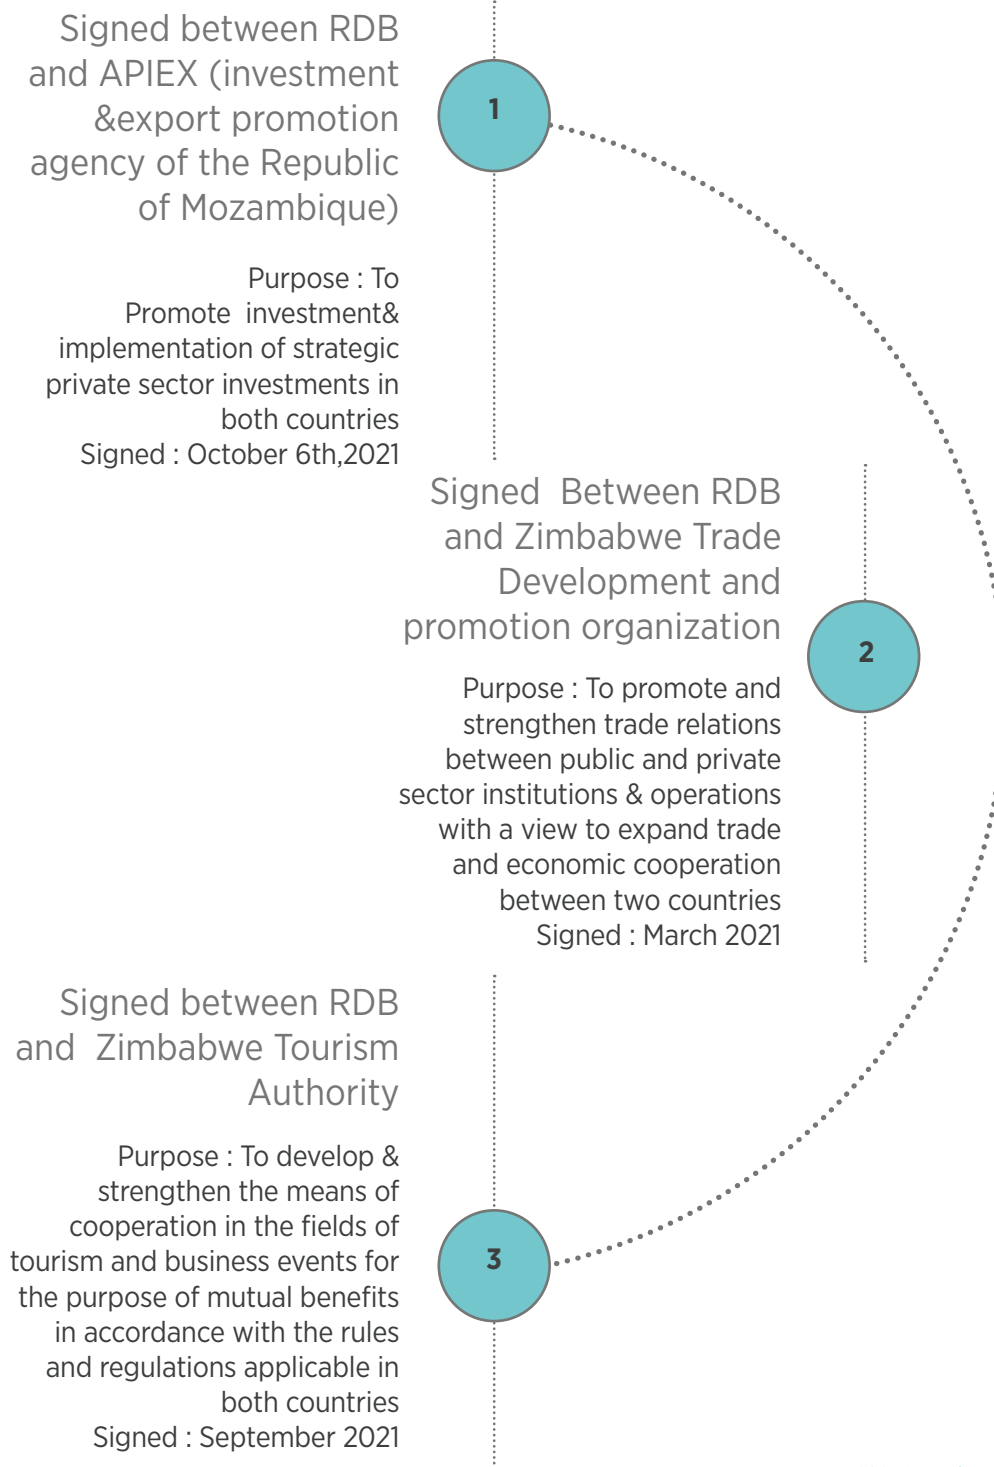 Signed between RDB
and APIEX (investment
&export promotion
agency of the Republic
of Mozambique)
1
Purpose : To
Promote  investment&
implementation of strategic
private sector investments in
both countries
Signed : October 6th,2021
Signed  Between RDB
and Zimbabwe Trade
Development and
promotion organization
2
Purpose : To promote and
strengthen trade relations
between public and private
sector institutions & operations
with a view to expand trade
and economic cooperation
between two countries
Signed : March 2021
Signed between RDB
and  Zimbabwe Tourism
Authority
Purpose : To develop &
strengthen the means of
cooperation in the fields of
tourism and business events for
3
the purpose of mutual benefits
in accordance with the rules
and regulations applicable in
both countries
Signed : September 2021